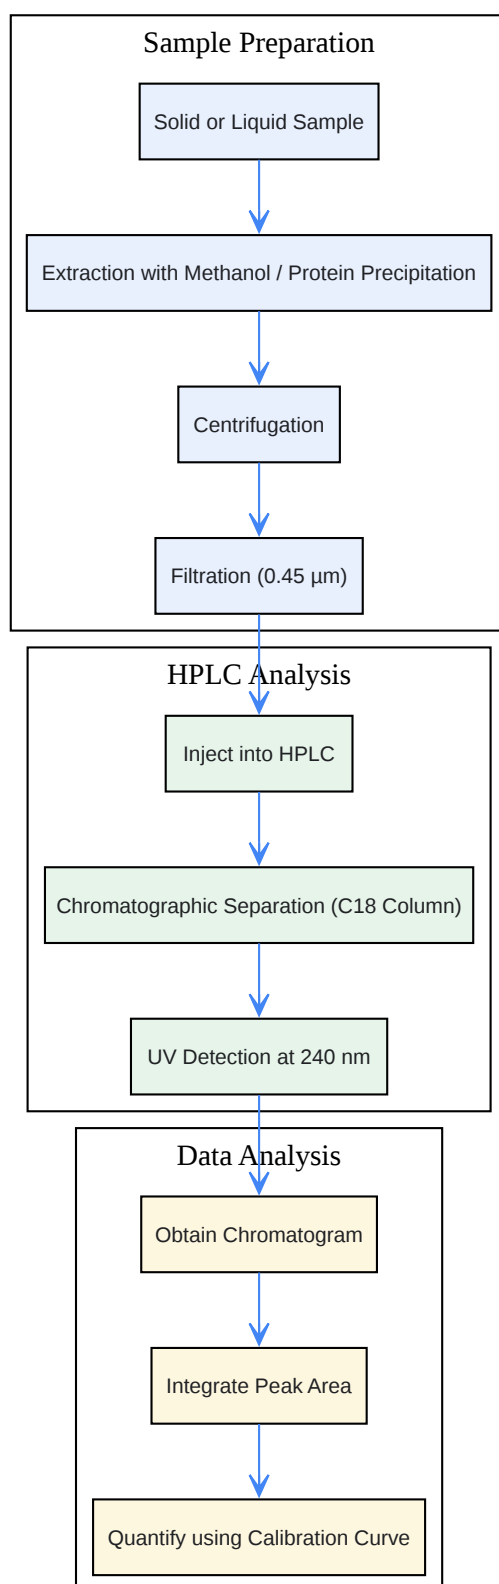 Sample Preparation
Solid or Liquid Sample
Extraction with Methanol / Protein Precipitation
Centrifugation
Filtration (0.45 µm)
HPLC Analysis
Inject into HPLC
Chromatographic Separation (C18 Column)
UV Detection at 240 nm
Data Analysis
Obtain Chromatogram
Integrate Peak Area
Quantify using Calibration Curve